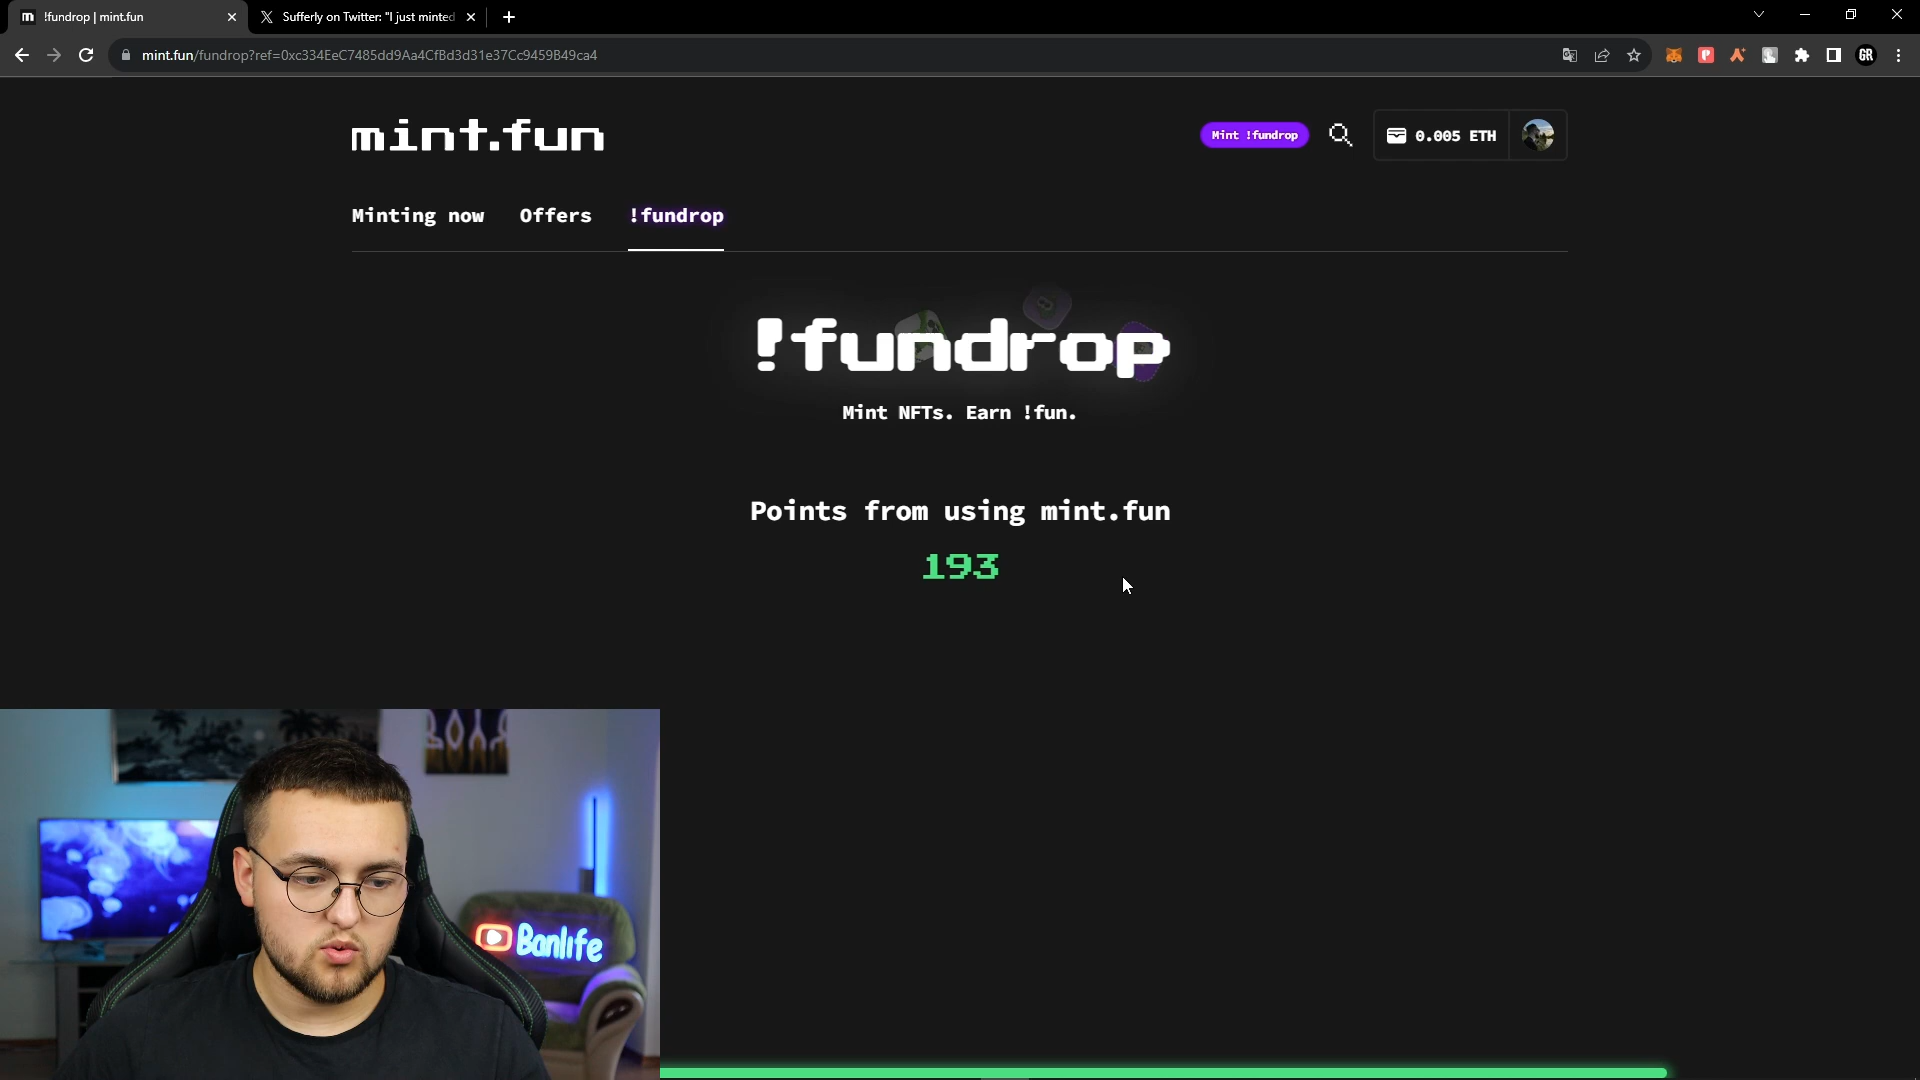 !fundrop | mint.fun
Sufferly on Twitter: "I just minted
mint.fun/fundrop?ref=0xc334EeC7485dd9Aa4CfBd3d31e37Cc9459B49ca4
GR
mint.fun
Mint !fundrop
0.005 ETH
Minting now
Offers
!fundrop
!fundrop
Mint NFTs. Earn !fun.
Points from using mint.fun
193
Banlife